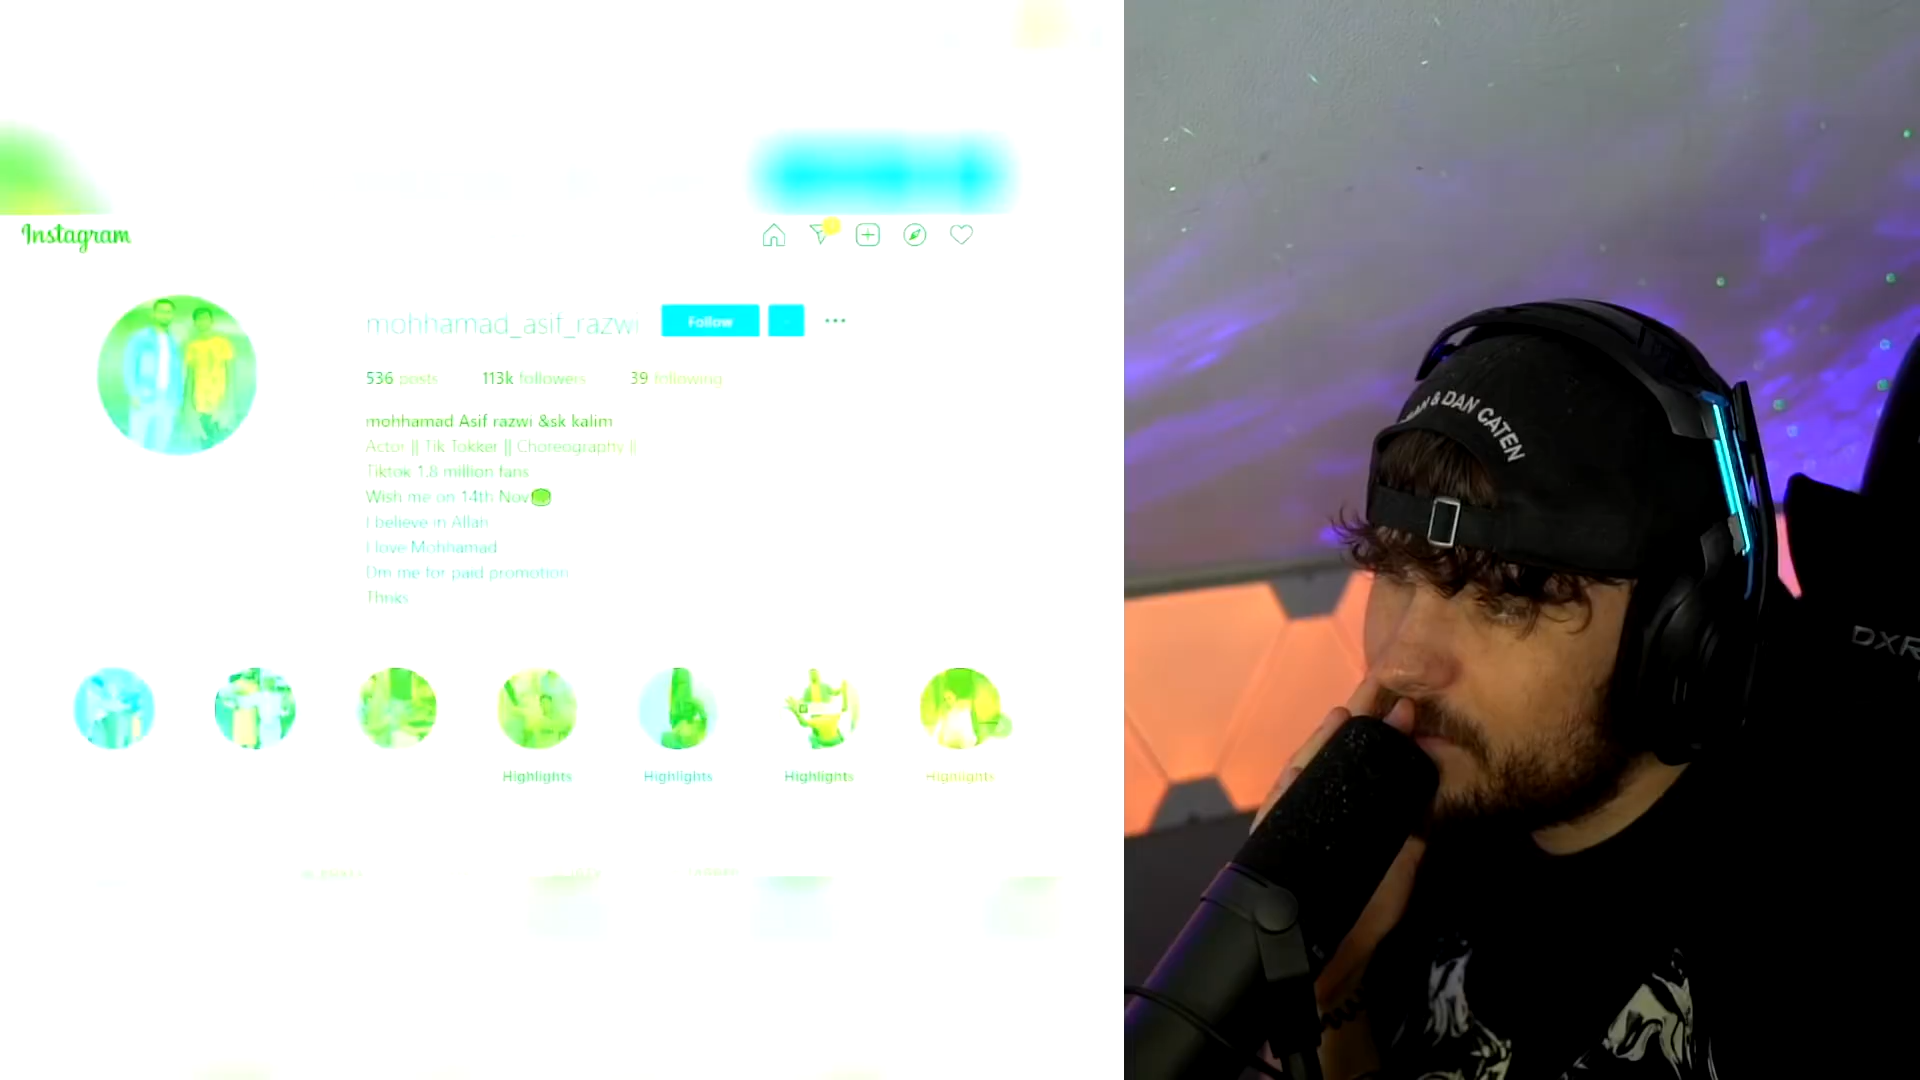 Instagram
mohhamad_asif_razwi
Follow
536 posts 113k followers 39 following
mohhamad Asif razwi &sk kalim
Actor || Tik Tokker || Choreography ||
Tiktok 1.8 million fans
Wish me on 14th Nov
I believe in Allah
I love Mohhamad
Dm me for paid promotion
Thnks
Highlights Highlights Highlights Highlights
& DAN CATEN
DXR